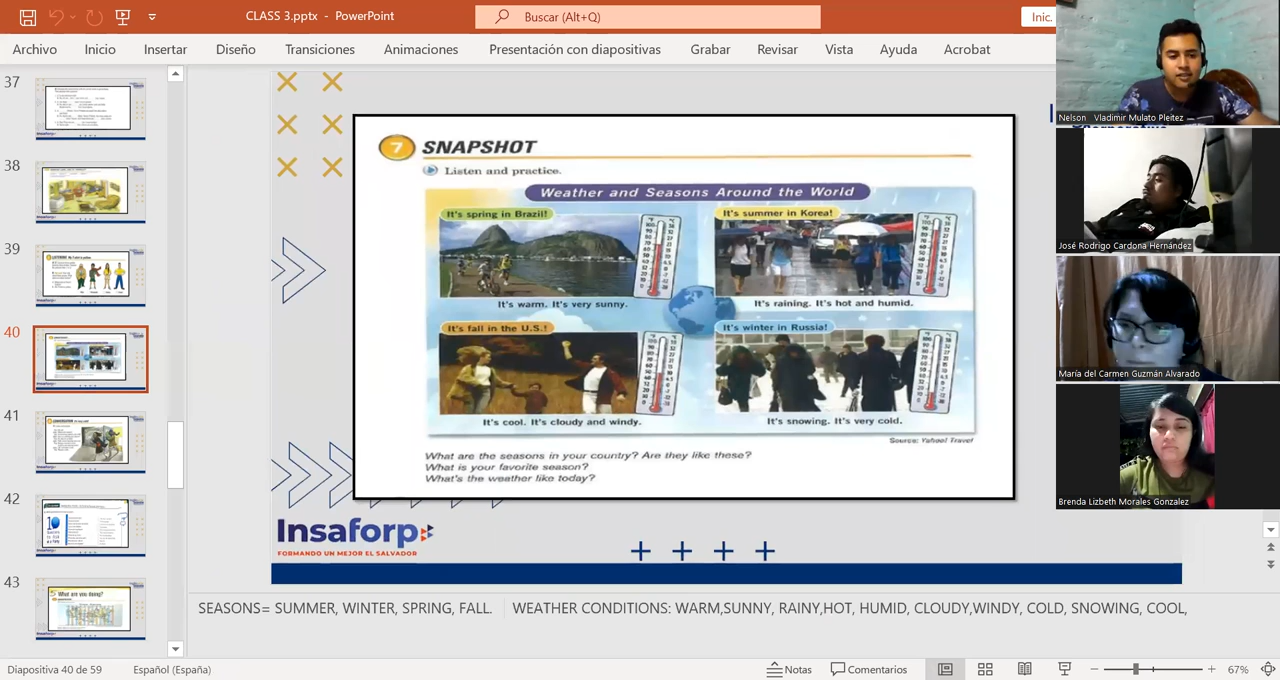 CLASS 3.pptx - PowerPoint
Buscar (Alt+Q)
Inic.
Archivo Inicio Insertar Diseño Transiciones Animaciones Presentación con diapositivas Grabar Revisar Vista Ayuda Acrobat
37
38
39
40
41
42
43
7 SNAPSHOT
Listen and practice.
Weather and Seasons Around the World
It's spring in Brazil!
It's warm. It's very sunny.
It's summer in Korea!
It's raining. It's hot and humid.
It's fall in the U.S.!
It's cool. It's cloudy and windy.
It's winter in Russia!
It's snowing. It's very cold.
Source: Yahoo! Travel
What are the seasons in your country? Are they like these?
What is your favorite season?
What's the weather like today?
Insaforp
FORMANDO UN MEJOR EL SALVADOR
SEASONS= SUMMER, WINTER, SPRING, FALL. WEATHER CONDITIONS: WARM,SUNNY, RAINY,HOT, HUMID, CLOUDY,WINDY, COLD, SNOWING, COOL,
Diapositiva 40 de 59 Español (España) Notas Comentarios 67%
Nelson Vladimir Mulato Pleitez
José Rodrigo Cardona Hernández
María del Carmen Guzmán Alvarado
Brenda Lizbeth Morales Gonzalez